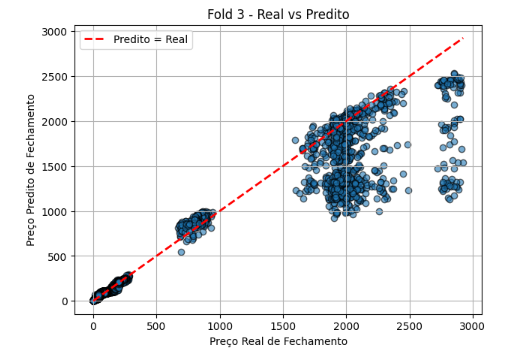 Fold 3 - Real vs Predito
Predito = Real
3000
2500
2000
1500
1000
500
0
Preço Predito de Fechamento
0 500 1000 1500 2000 2500 3000
Preço Real de Fechamento